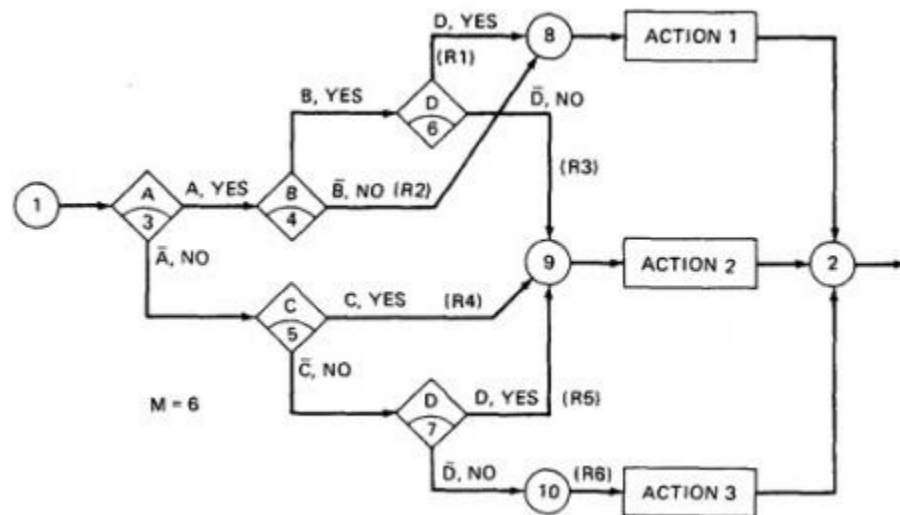 D, YES
8
ACTION 1
(R1)
B, YES
D
6
D̄, NO
A
3
A, YES
B
4
B̄, NO (R2)
(R3)
1
Ā, NO
9
ACTION 2
2
C
5
C, YES
(R4)
C̄, NO
M = 6
D
7
D, YES
(R5)
D̄, NO
10
(R6)
ACTION 3